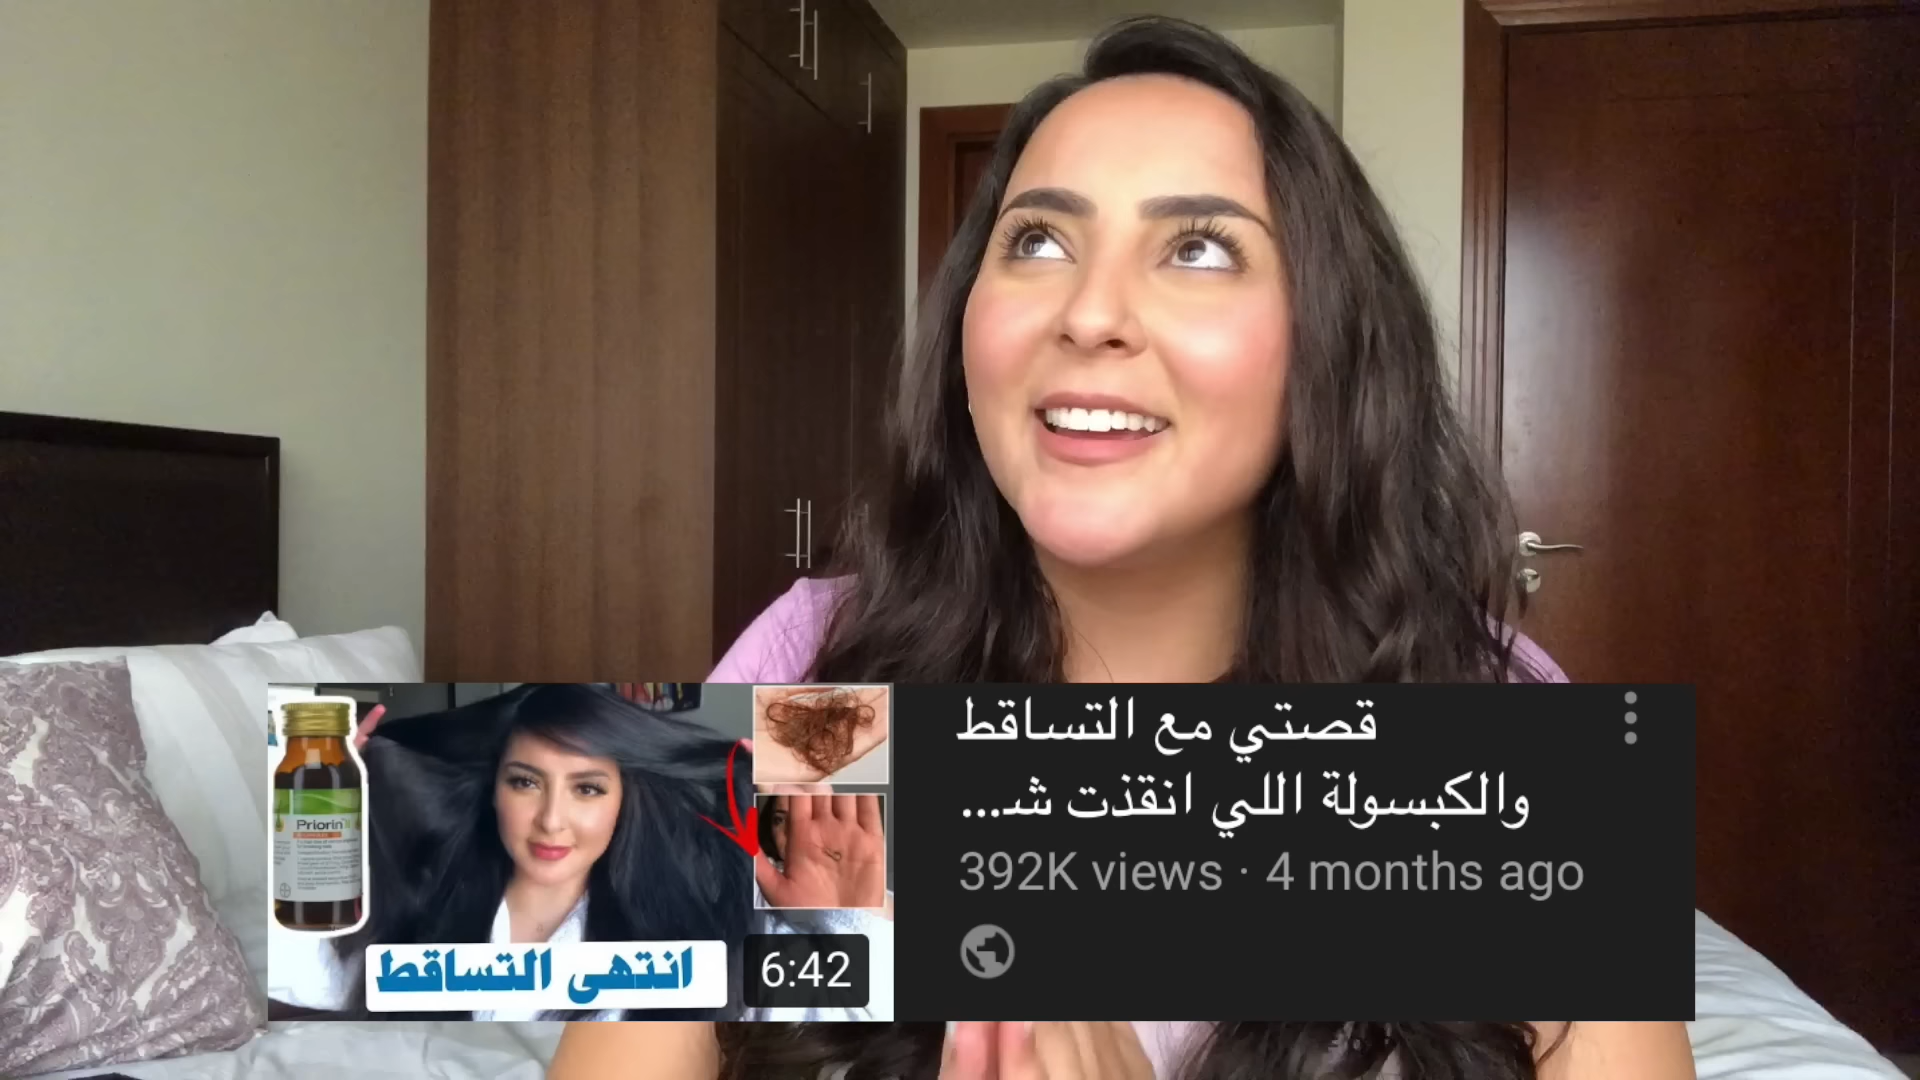 قصتي مع التساقط
والكبسولة اللي انقذت شـ...
392K views · 4 months ago
Priorin
انتهى التساقط
6:42